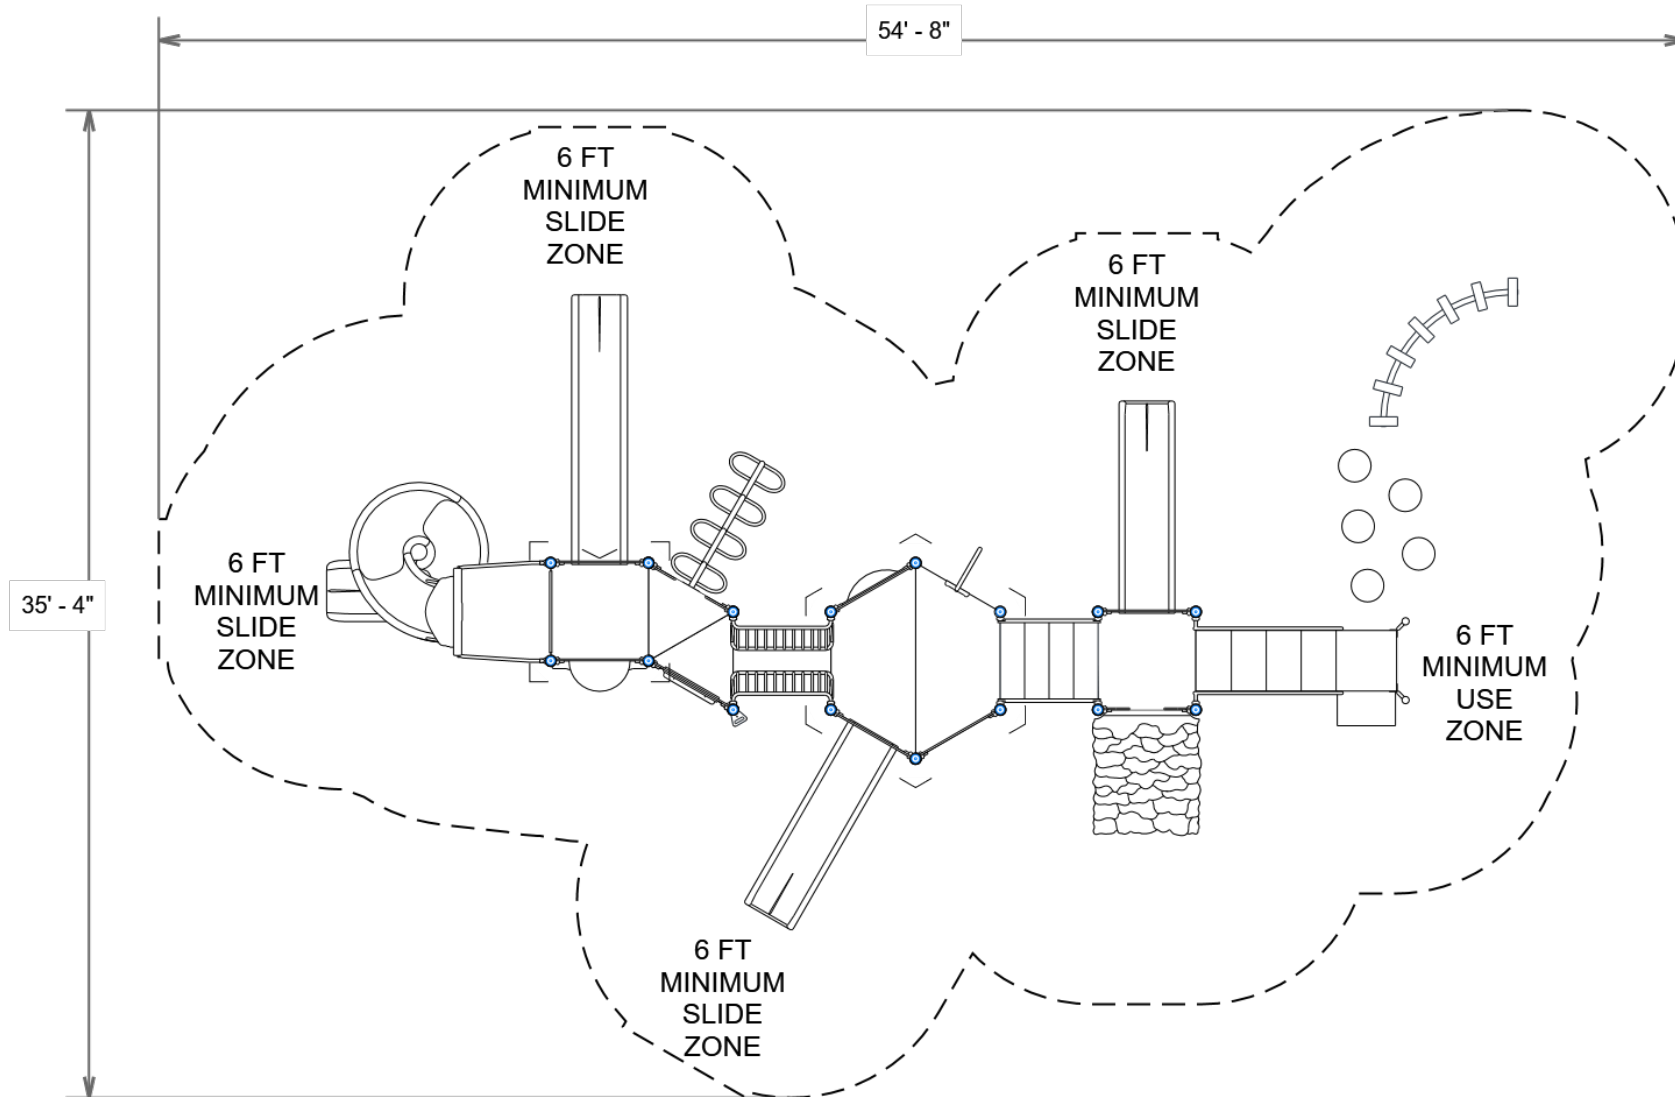 54' - 8"
6 FT
MINIMUM
SLIDE
ZONE
6 FT
MINIMUM
SLIDE
ZONE
6 FT
MINIMUM
SLIDE
ZONE
35' - 4"
6 FT
MINIMUM
USE
ZONE
6 FT
MINIMUM
SLIDE
ZONE